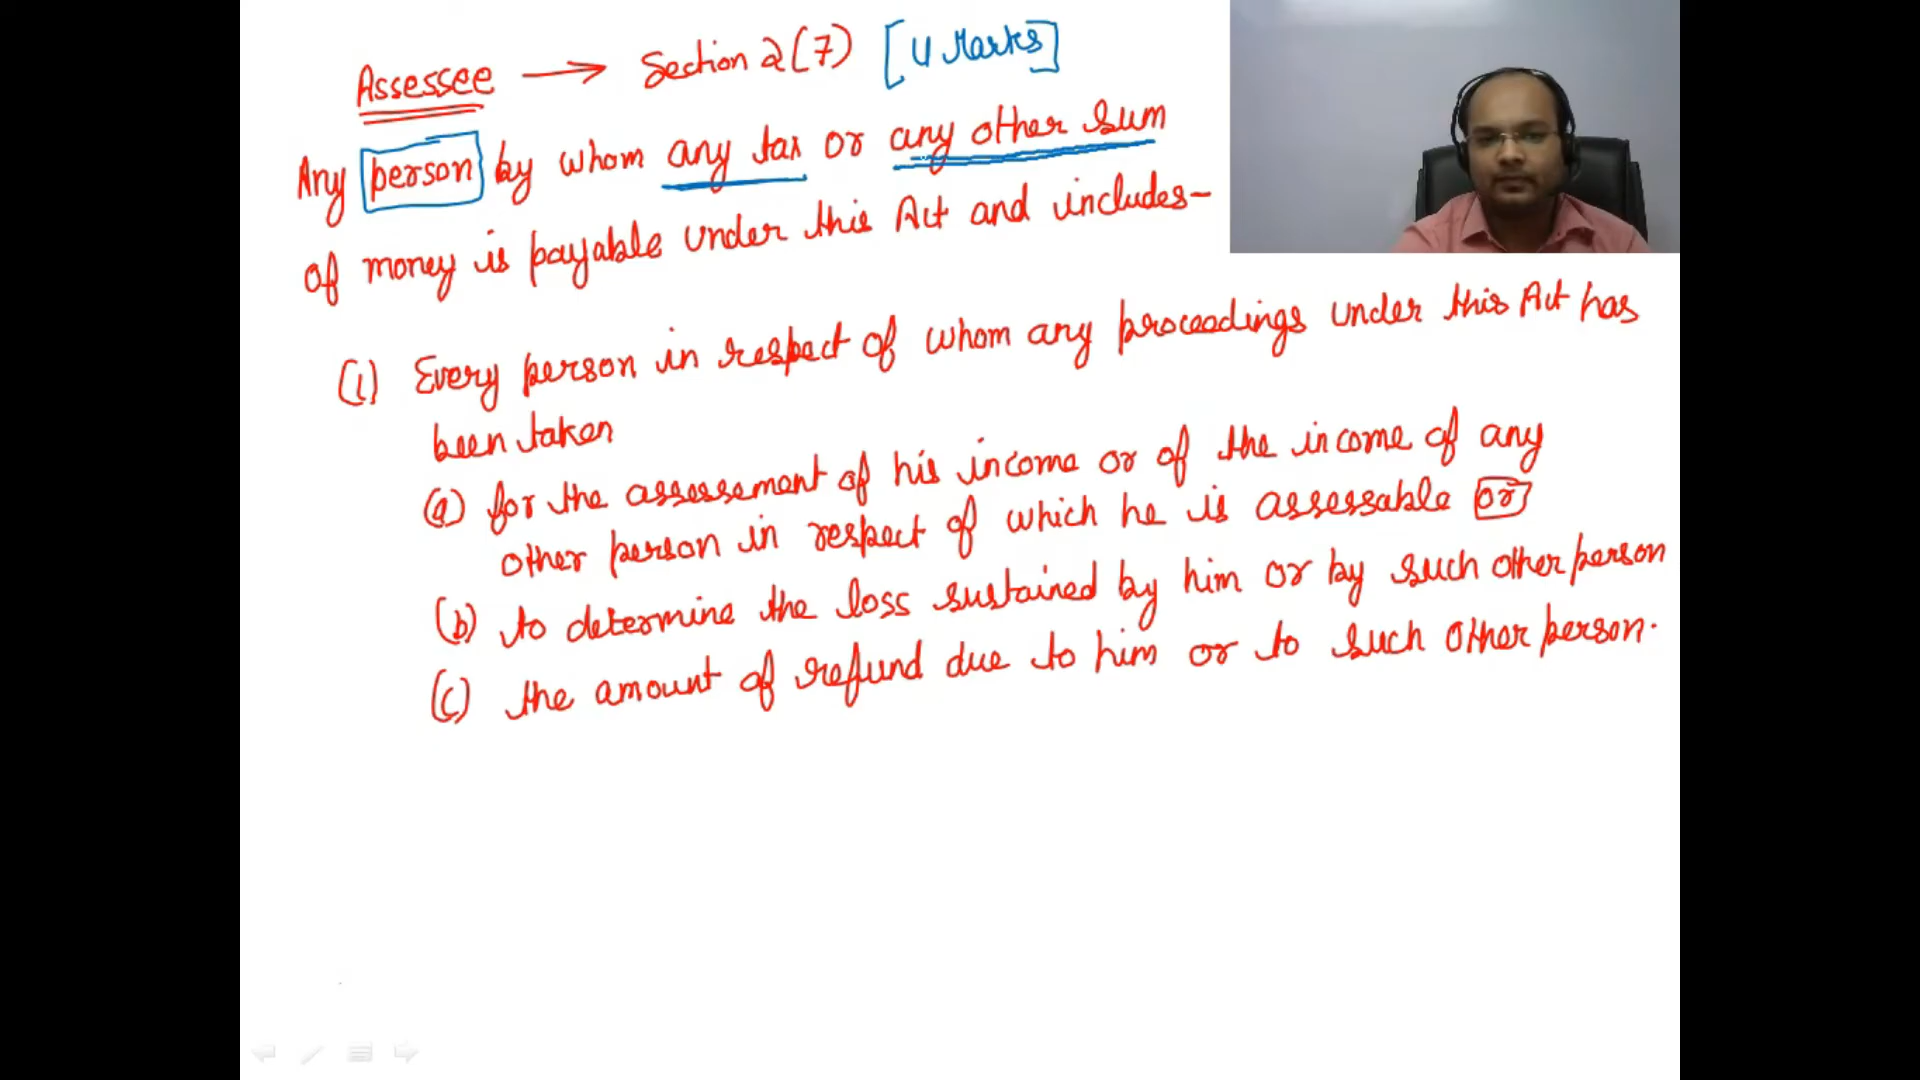 Assessee → Section 2(7) [4 Marks]
Any person by whom any tax or any other sum
of money is payable under this Act and includes-
(i) Every person in respect of whom any proceedings under this Act has
been taken
(a) for the assessement of his income or of the income of any
other person in respect of which he is assessable or
(b) to determine the loss sustained by him or by such other person
(c) the amount of refund due to him or to such other person.